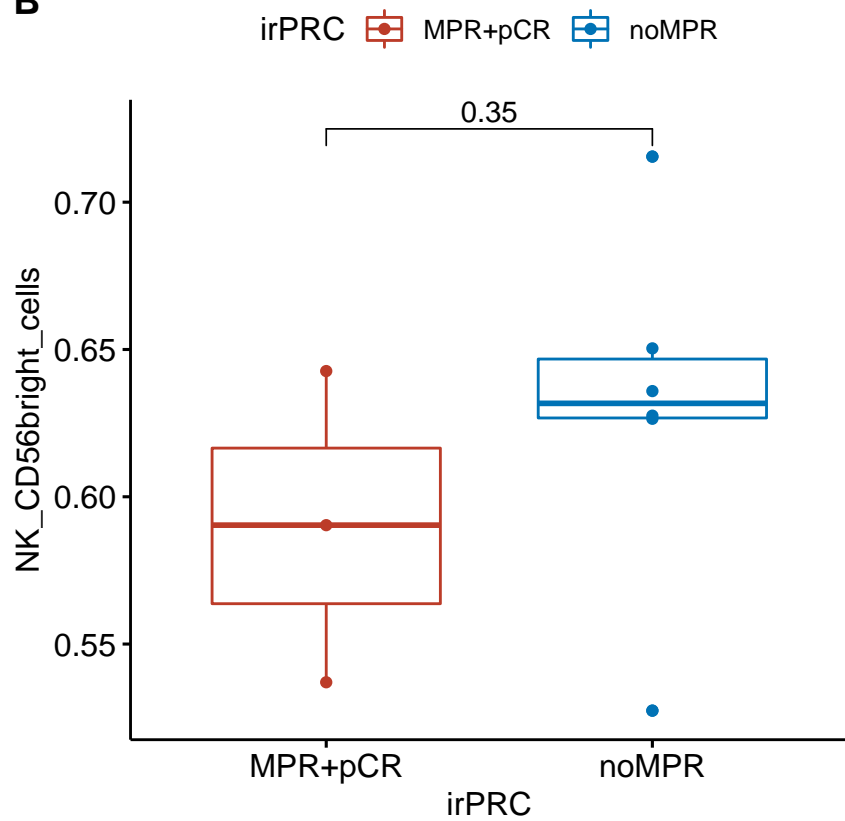 B
irPRC MPR+pCR noMPR
0.35
0.70
0.65
0.60
0.55
NK_CD56bright_cells
MPR+pCR noMPR
irPRC